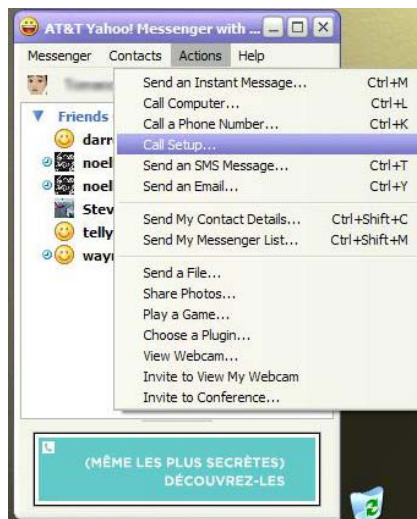 AT&T Yahoo! Messenger with ...
Messenger Contacts Actions Help
Send an Instant Message... Ctrl+M
Call Computer... Ctrl+L
Call a Phone Number... Ctrl+K
Call Setup...
Send an SMS Message... Ctrl+T
Send an Email... Ctrl+Y
Send My Contact Details... Ctrl+Shift+C
Send My Messenger List... Ctrl+Shift+M
Send a File...
Share Photos...
Play a Game...
Choose a Plugin...
View Webcam...
Invite to View My Webcam
Invite to Conference...
Friends
darr
noel
noel
Stev
telly
wayn
(MÊME LES PLUS SECRÈTES)
DÉCOUVREZ-LES